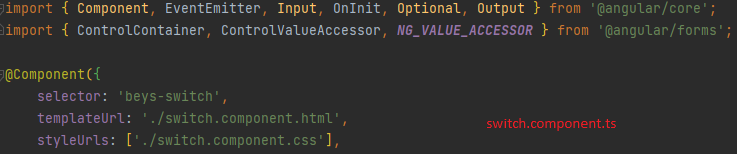 import { Component, EventEmitter, Input, OnInit, Optional, Output } from '@angular/core';
import { ControlContainer, ControlValueAccessor, NG_VALUE_ACCESSOR } from '@angular/forms';
@Component({
selector: 'beys-switch',
templateUrl: './switch.component.html',
switch.component.ts
styleUrls: ['./switch.component.css'],